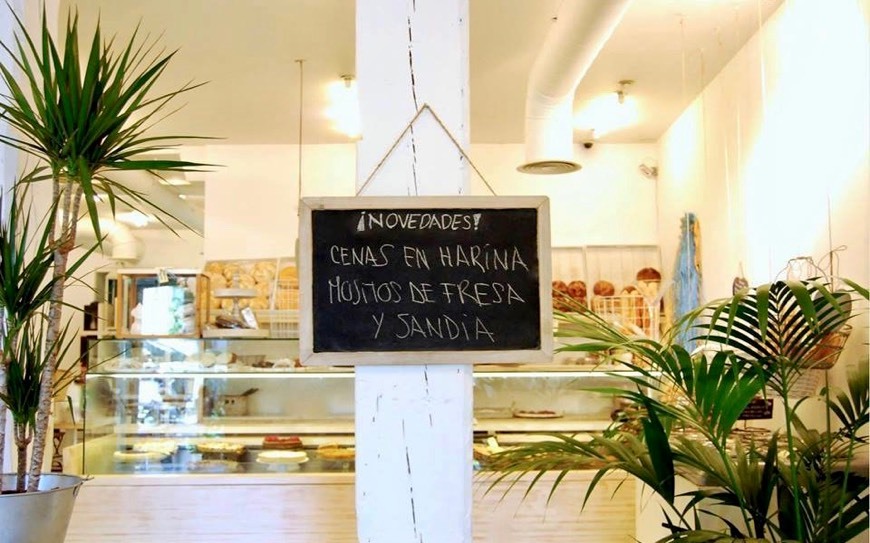 ¡NOVEDADES!
CENAS EN HARINA
MOJITOS DE FRESA
Y SANDIA